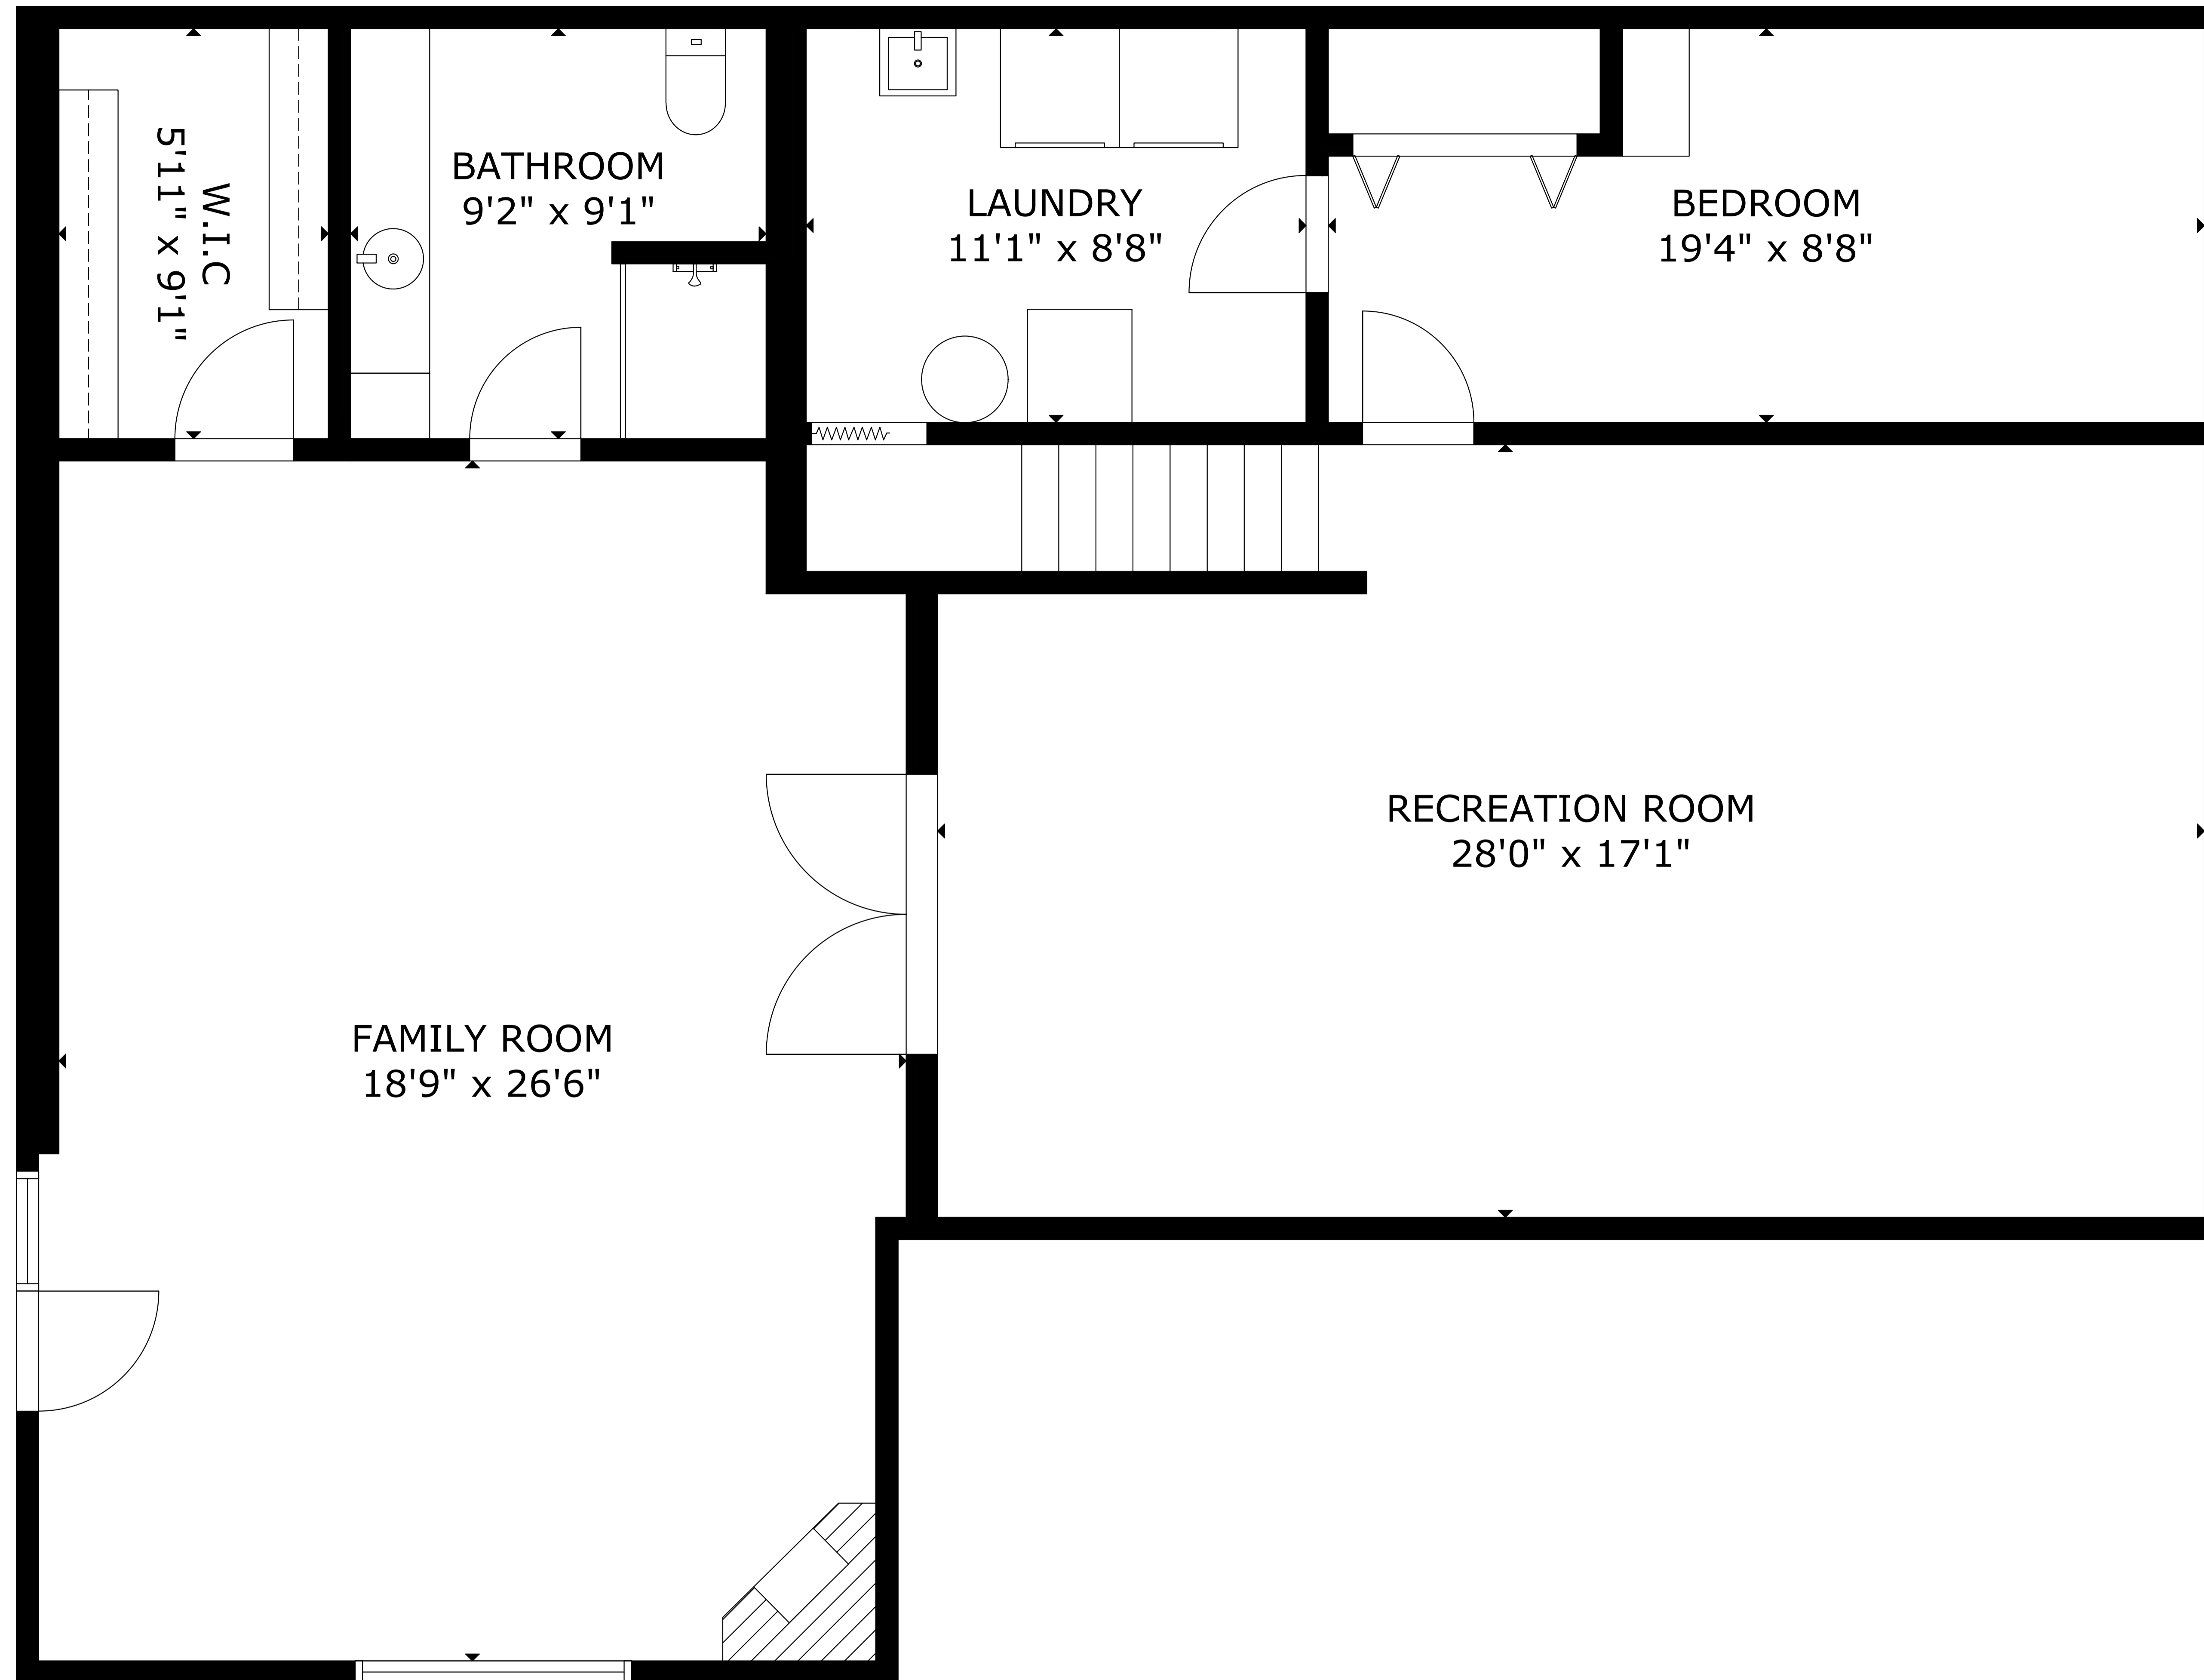 W.I.C
5'11" x 9'1"
BATHROOM
9'2" x 9'1"
LAUNDRY
11'1" x 8'8"
BEDROOM
19'4" x 8'8"
RECREATION ROOM
28'0" x 17'1"
FAMILY ROOM
18'9" x 26'6"